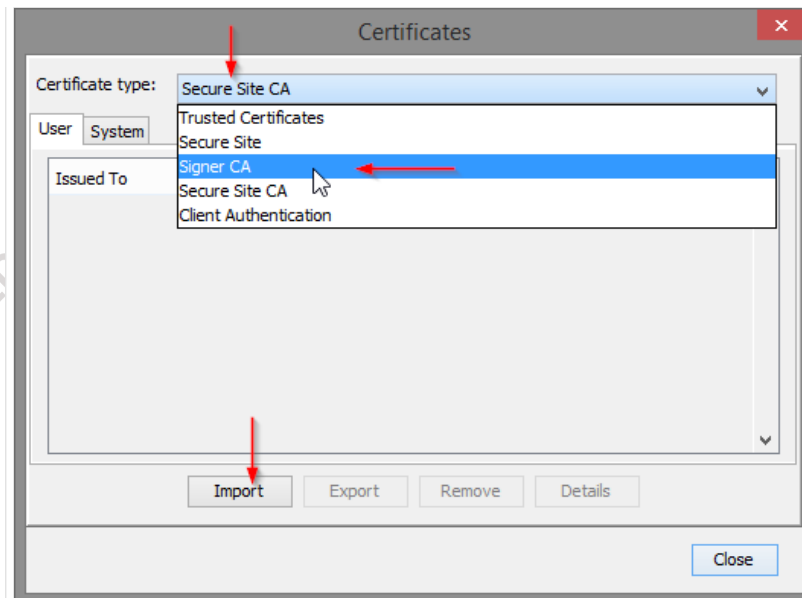 Certificates
Certificate type: Secure Site CA
Trusted Certificates
User System
Secure Site
Signer CA
Issued To
Secure Site CA
Client Authentication
Import Export Remove Details
Close